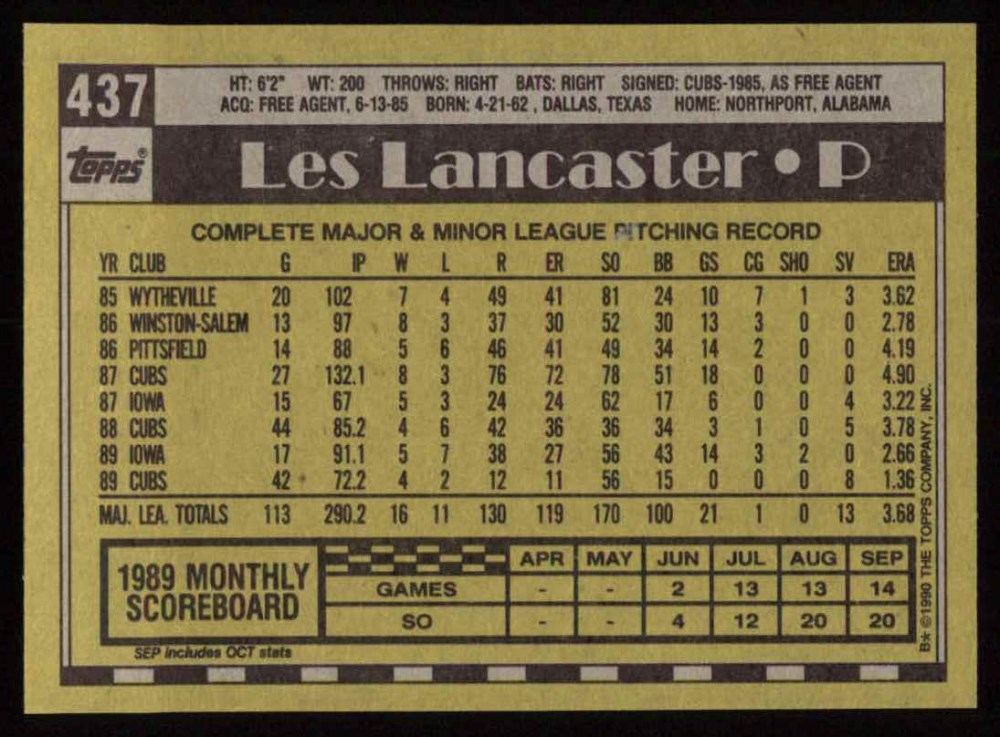 437
HT: 6'2" WT: 200 THROWS: RIGHT BATS: RIGHT SIGNED: CUBS-1985, AS FREE AGENT
ACQ: FREE AGENT, 6-13-85 BORN: 4-21-62 , DALLAS, TEXAS HOME: NORTHPORT, ALABAMA
topps®
Les Lancaster • P
COMPLETE MAJOR & MINOR LEAGUE PITCHING RECORD
YR CLUB G IP W L R ER SO BB GS CG SHO SV ERA
85 WYTHEVILLE 20 102 7 4 49 41 81 24 10 7 1 3 3.62
86 WINSTON-SALEM 13 97 8 3 37 30 52 30 13 3 0 0 2.78
86 PITTSFIELD 14 88 5 6 46 41 49 34 14 2 0 0 4.19
87 CUBS 27 132.1 8 3 76 72 78 51 18 0 0 0 4.90
87 IOWA 15 67 5 3 24 24 62 17 6 0 0 4 3.22
88 CUBS 44 85.2 4 6 42 36 36 34 3 1 0 5 3.78
89 IOWA 17 91.1 5 7 38 27 56 43 14 3 2 0 2.66
89 CUBS 42 72.2 4 2 12 11 56 15 0 0 0 8 1.36
MAJ. LEA. TOTALS 113 290.2 16 11 130 119 170 100 21 1 0 13 3.68
1989 MONTHLY
SCOREBOARD
APR MAY JUN JUL AUG SEP
GAMES - - 2 13 13 14
SO - - 4 12 20 20
SEP includes OCT stats
B* ©1990 THE TOPPS COMPANY, INC.